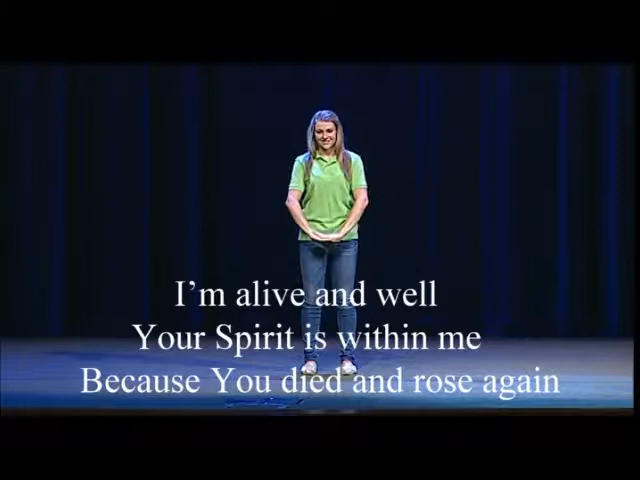 I'm alive and well
Your Spirit is within me
Because You died and rose again